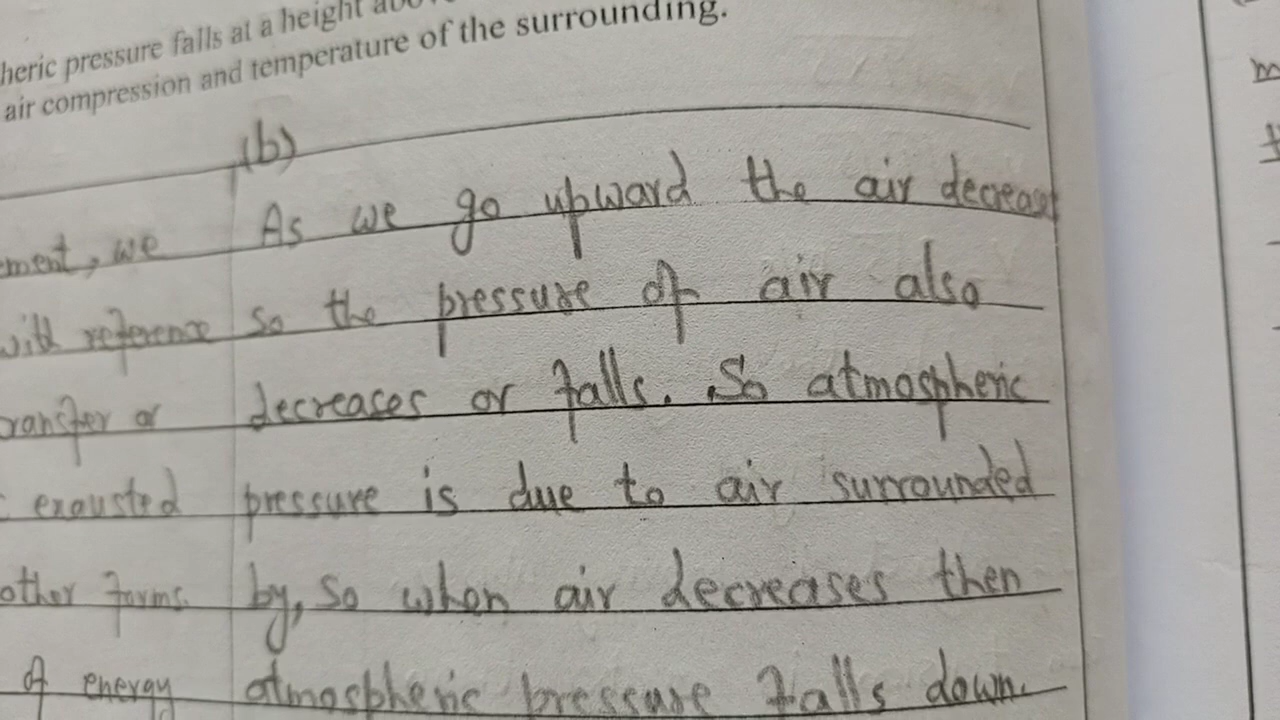 heric pressure falls at a height
air compression and temperature of the surrounding.
(b)
ement, we
with reference
ransfer or
exausted
other forms.
of energy
As we go upward the air decreast
so the pressure of air also
decreases or falls. So atmospheric
pressure is due to air surrounded
by, so when air decreases then
atmospheric pressure falls down.